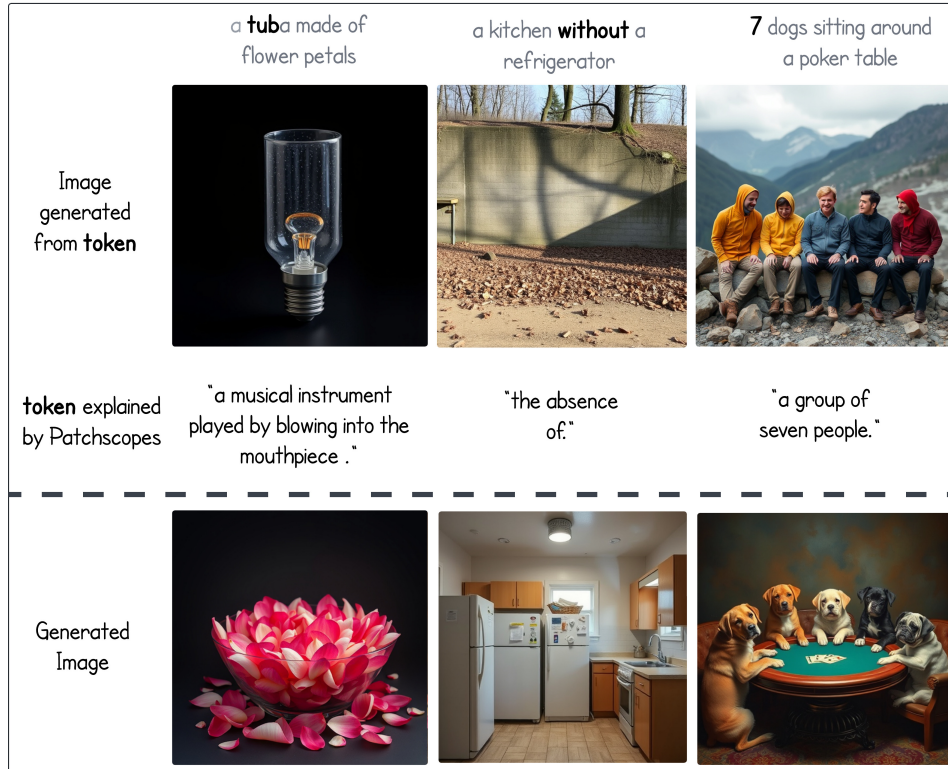 a tuba made of
flower petals
a kitchen without a
refrigerator
7 dogs sitting around
a poker table
Image
generated
from token
token explained
by Patchscopes
"a musical instrument
played by blowing into the
mouthpiece ."
"the absence
of."
"a group of
seven people."
Generated
Image